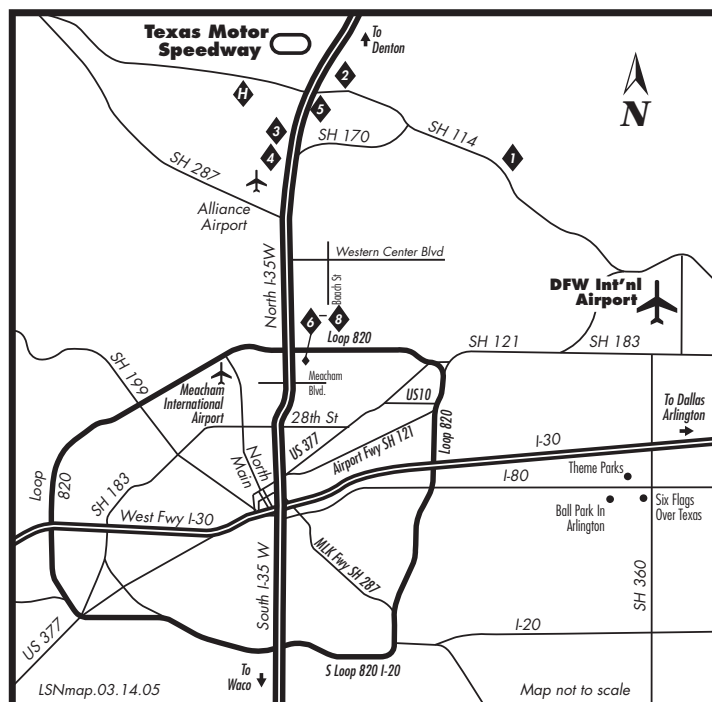 Texas Motor
Speedway
To
Denton
2
H
5
N
3
SH 170
SH 114
4
1
SH 287
Alliance
Airport
North I-35W
Western Center Blvd
Beach St
DFW Int'nl
Airport
6
8
Loop 820
SH 121
SH 183
SH 199
Meacham
International
Airport
Meacham
Blvd.
US10
To Dallas
Arlington
28th St
US 377
Airport Fwy SH 121
Loop 820
I-30
North
Main
Loop
820
SH 183
Theme Parks
I-80
Ball Park In
Arlington
Six Flags
Over Texas
West Fwy I-30
MLK Fwy SH 287
South I-35 W
SH 360
I-20
US 377
To
Waco
S Loop 820 I-20
LSNmap.03.14.05
Map not to scale